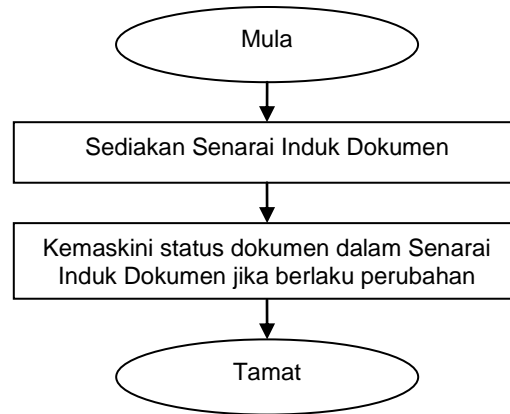 Mula
Sediakan Senarai Induk Dokumen
Kemaskini status dokumen dalam Senarai
Induk Dokumen jika berlaku perubahan
Tamat